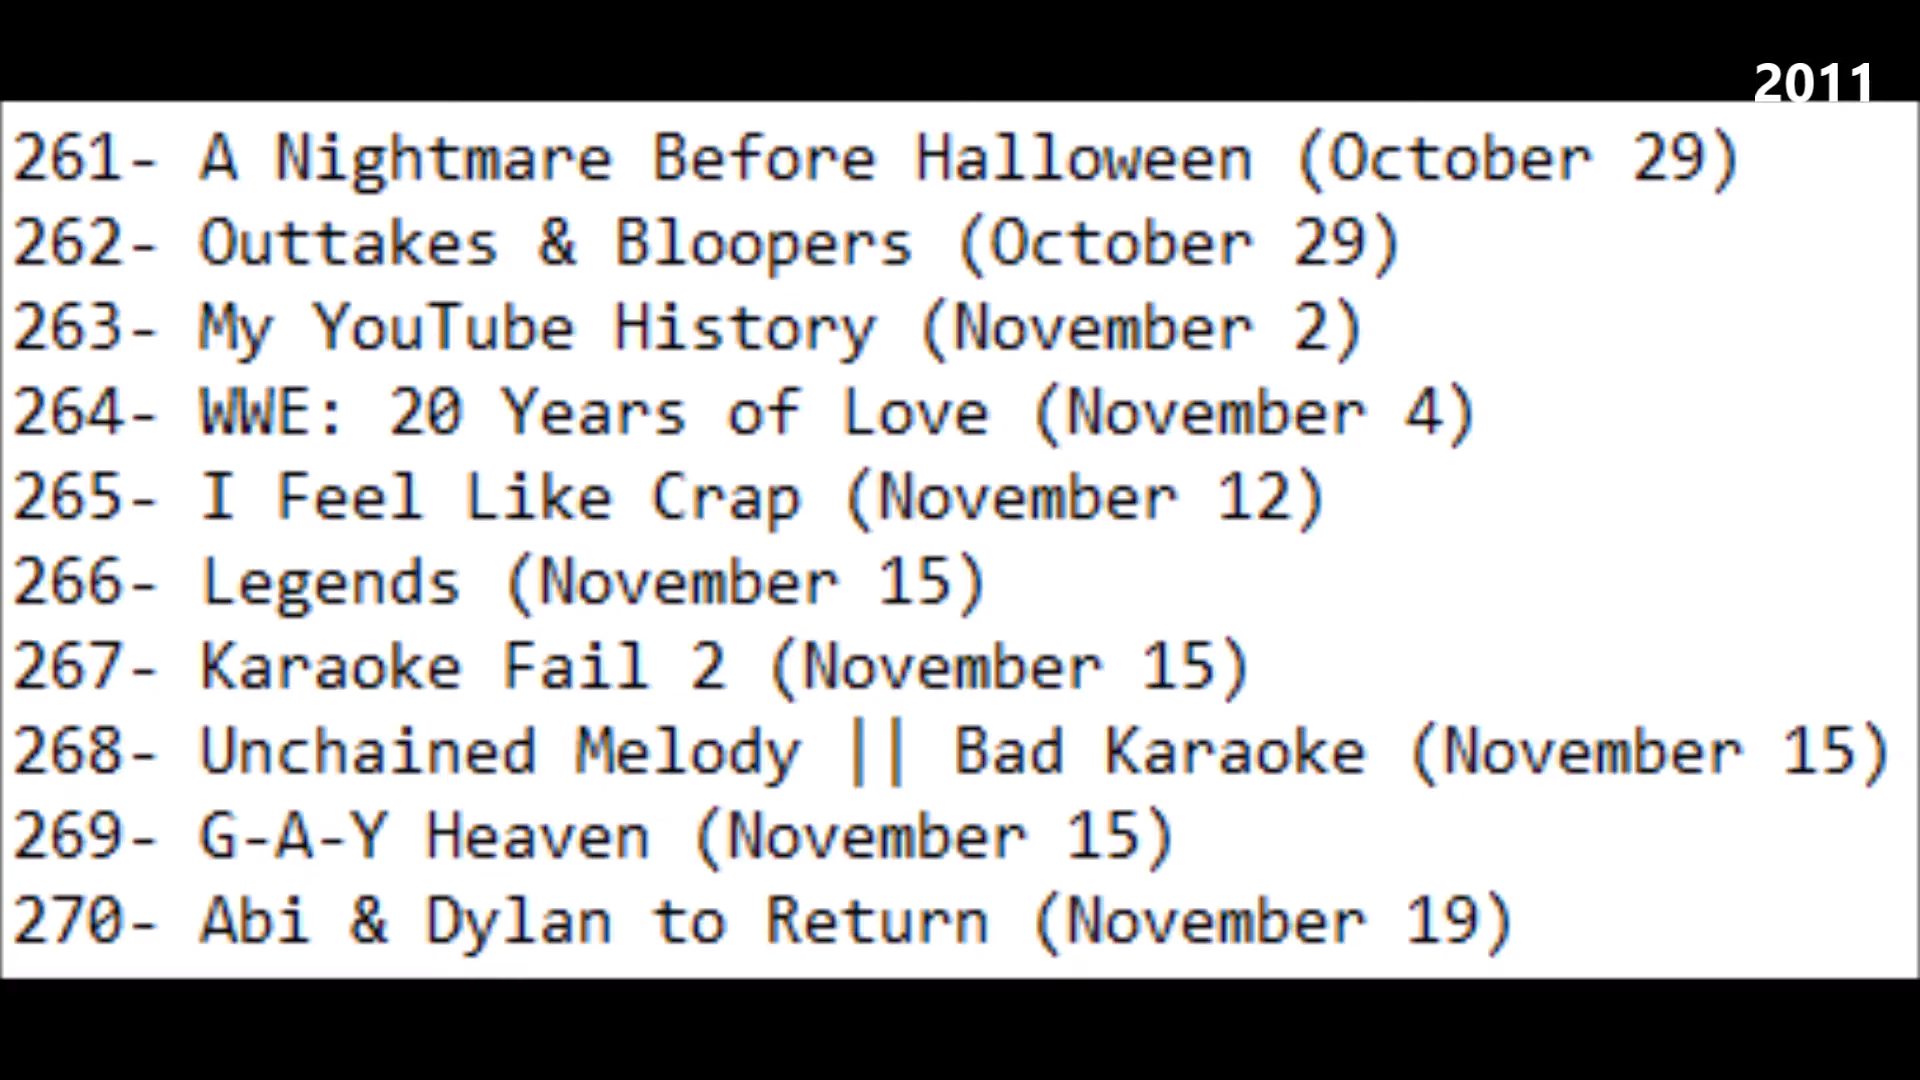 2011
261- A Nightmare Before Halloween (October 29)
262- Outtakes & Bloopers (October 29)
263- My YouTube History (November 2)
264- WWE: 20 Years of Love (November 4)
265- I Feel Like Crap (November 12)
266- Legends (November 15)
267- Karaoke Fail 2 (November 15)
268- Unchained Melody || Bad Karaoke (November 15)
269- G-A-Y Heaven (November 15)
270- Abi & Dylan to Return (November 19)